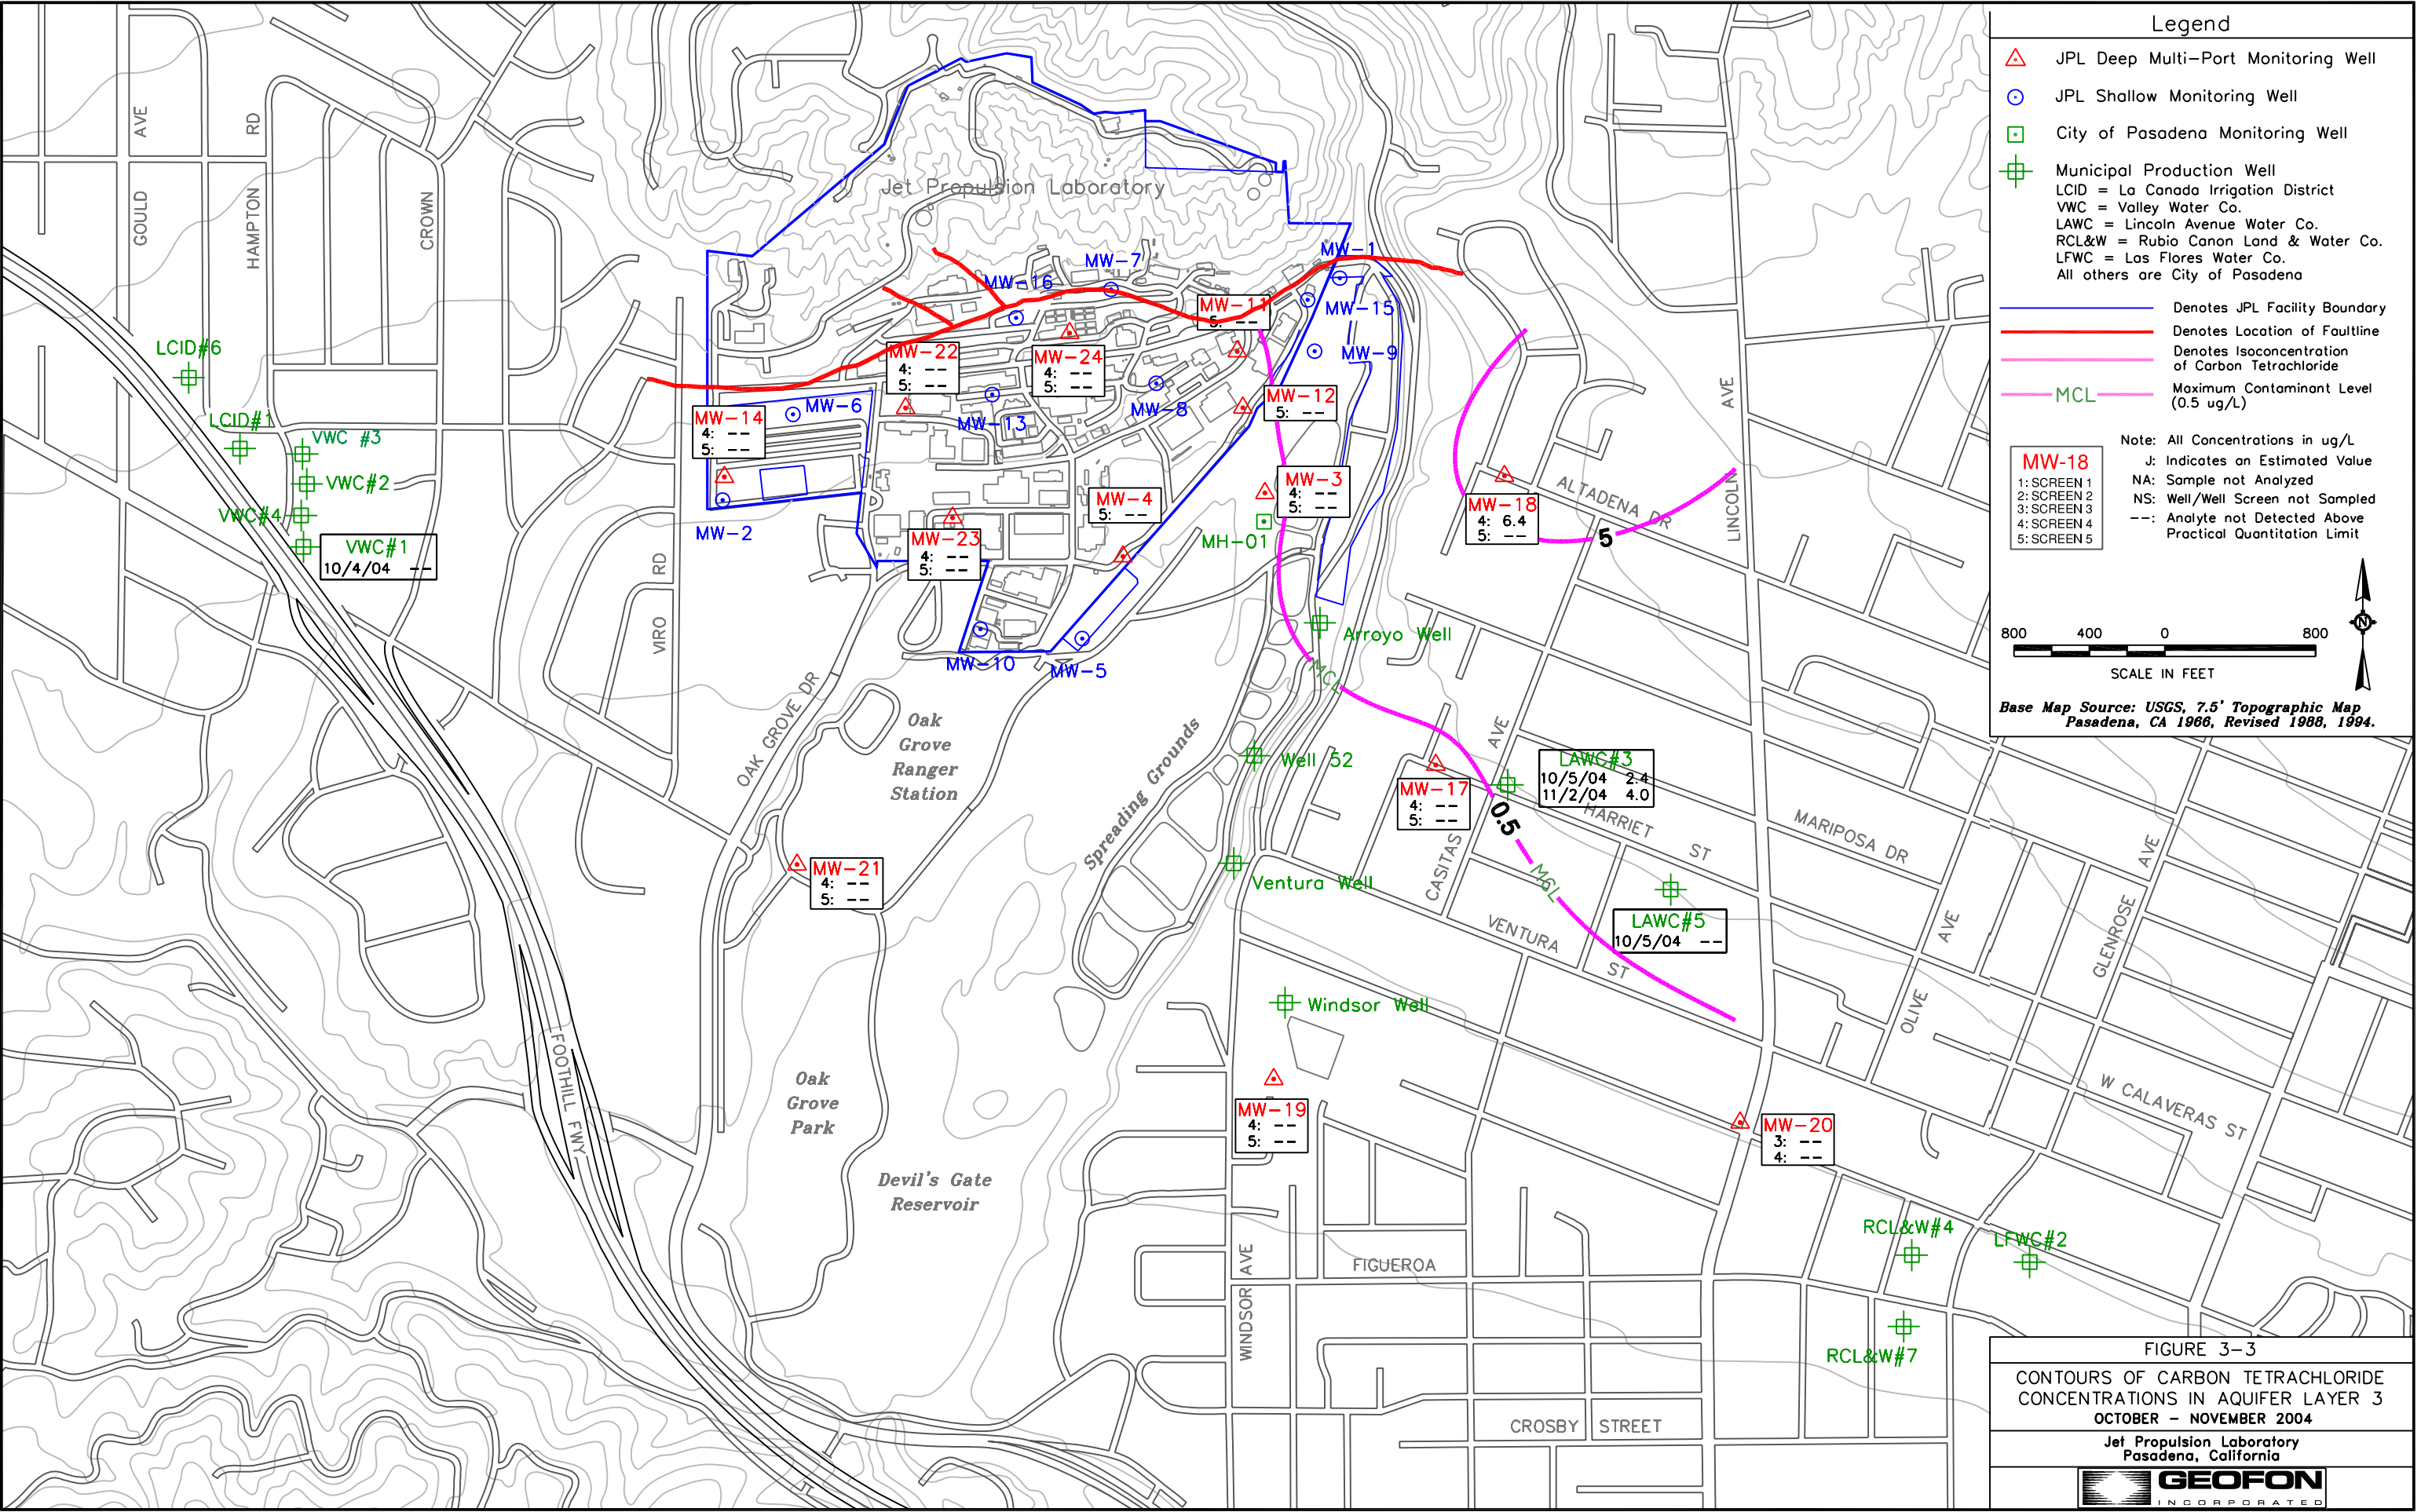 Legend
JPL Deep Multi-Port Monitoring Well
JPL Shallow Monitoring Well
City of Pasadena Monitoring Well
Municipal Production Well
LCID = La Canada Irrigation District
VWC = Valley Water Co.
LAWC = Lincoln Avenue Water Co.
RCL&W = Rubio Canon Land & Water Co.
LFWC = Las Flores Water Co.
All others are City of Pasadena
Denotes JPL Facility Boundary
Denotes Location of Faultline
Denotes Isoconcentration
of Carbon Tetrachloride
MCL
Maximum Contaminant Level
(0.5 ug/L)
Note: All Concentrations in ug/L
J: Indicates an Estimated Value
NA: Sample not Analyzed
NS: Well/Well Screen not Sampled
--: Analyte not Detected Above
Practical Quantitation Limit
MW-18
1: SCREEN 1
2: SCREEN 2
3: SCREEN 3
4: SCREEN 4
5: SCREEN 5
N
800 400 0 800
SCALE IN FEET
Base Map Source: USGS, 7.5' Topographic Map
Pasadena, CA 1966, Revised 1988, 1994.
GOULD
AVE
HAMPTON
RD
CROWN
Jet Propulsion Laboratory
MW-1
MW-7
MW-16
MW-15
MW-9
MW-11
5: --
MW-22
4: --
5: --
MW-24
4: --
5: --
MW-12
5: --
MW-14
4: --
5: --
MW-6
MW-13
MW-8
MW-3
4: --
5: --
MW-4
5: --
MW-2
MW-23
4: --
5: --
MH-01
MW-18
4: 6.4
5: --
5
ALTADENA DR
LINCOLN
AVE
LCID#6
LCID#1
VWC #3
VWC#2
VWC#4
VWC#1
10/4/04 --
VIRO
RD
MW-10
MW-5
Arroyo Well
MCL
OAK GROVE DR
Oak
Grove
Ranger
Station
Spreading Grounds
Well 52
MW-17
4: --
5: --
CASITAS
AVE
LAWC#3
10/5/04 2.4
11/2/04 4.0
0.5
MCL
HARRIET
ST
MARIPOSA DR
MW-21
4: --
5: --
Ventura Well
VENTURA
ST
LAWC#5
10/5/04 --
OLIVE
AVE
GLENROSE
AVE
Windsor Well
FOOTHILL FWY
Oak
Grove
Park
Devil's Gate
Reservoir
MW-19
4: --
5: --
MW-20
3: --
4: --
W CALAVERAS ST
RCL&W#4
LFWC#2
RCL&W#7
WINDSOR
AVE
FIGUEROA
CROSBY STREET
FIGURE 3-3
CONTOURS OF CARBON TETRACHLORIDE
CONCENTRATIONS IN AQUIFER LAYER 3
OCTOBER - NOVEMBER 2004
Jet Propulsion Laboratory
Pasadena, California
GEOFON
INCORPORATED